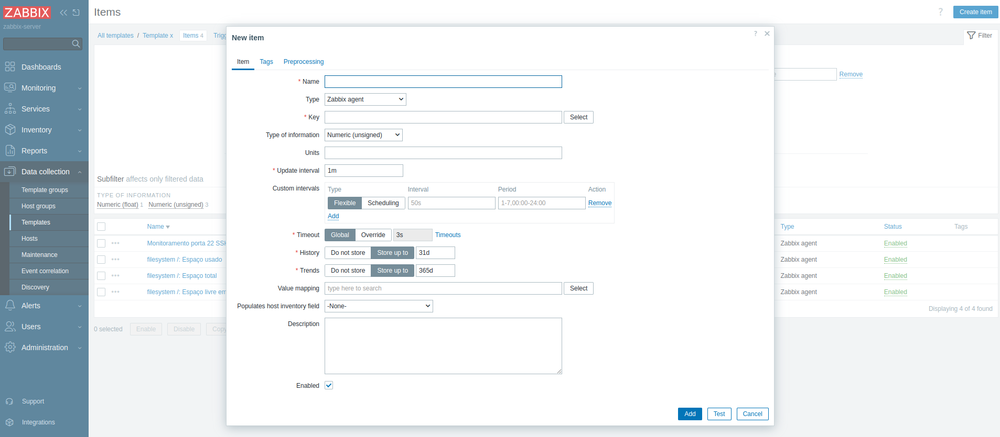 ZABBIX
zabbix-server
Dashboards
Monitoring
Services
Inventory
Reports
Data collection
Template groups
Host groups
Templates
Hosts
Maintenance
Event correlation
Discovery
Alerts
Users
Administration
Support
Integrations
Items
? Create item
All templates / Template x Items 4 Trigg
Filter
Remove
Subfilter affects only filtered data
TYPE OF INFORMATION
Numeric (float) 1 Numeric (unsigned) 3
Name Type Status Tags
Monitoramento porta 22 SSH Zabbix agent Enabled
filesystem /: Espaço usado Zabbix agent Enabled
filesystem /: Espaço total Zabbix agent Enabled
filesystem /: Espaço livre em Zabbix agent Enabled
Displaying 4 of 4 found
0 selected Enable Disable Copy
New item ?
Item Tags Preprocessing
* Name
Type Zabbix agent
* Key Select
Type of information Numeric (unsigned)
Units
* Update interval 1m
Custom intervals Type Interval Period Action
Flexible Scheduling 50s 1-7,00:00-24:00 Remove
Add
* Timeout Global Override 3s Timeouts
* History Do not store Store up to 31d
* Trends Do not store Store up to 365d
Value mapping type here to search Select
Populates host inventory field -None-
Description
Enabled
Add Test Cancel